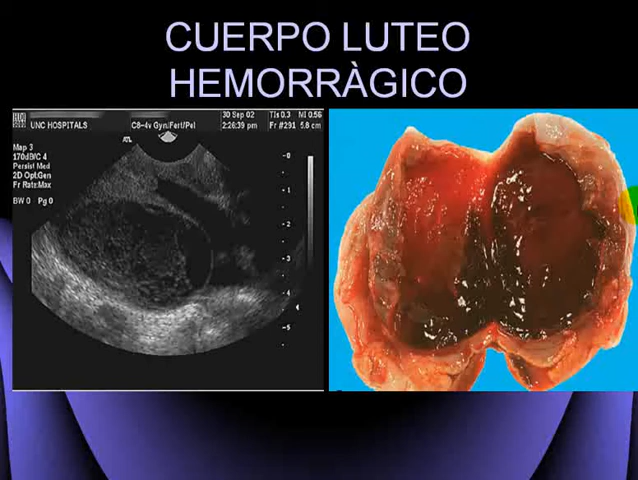 CUERPO LUTEO
HEMORRÀGICO
UNC HOSPITALS
C8-4v Gyn/Fert/Pel
30 Sep 02
TIs 0.3 MI 0.56
2:26:39 pm
Fr #291 5.8 cm
Map 3
170dB/C 4
Persist Med
2D Opt:Gen
Fr Rate:Max
BW 0 Pg 0
ATL
-0
-1
-2
-3
-4
-5